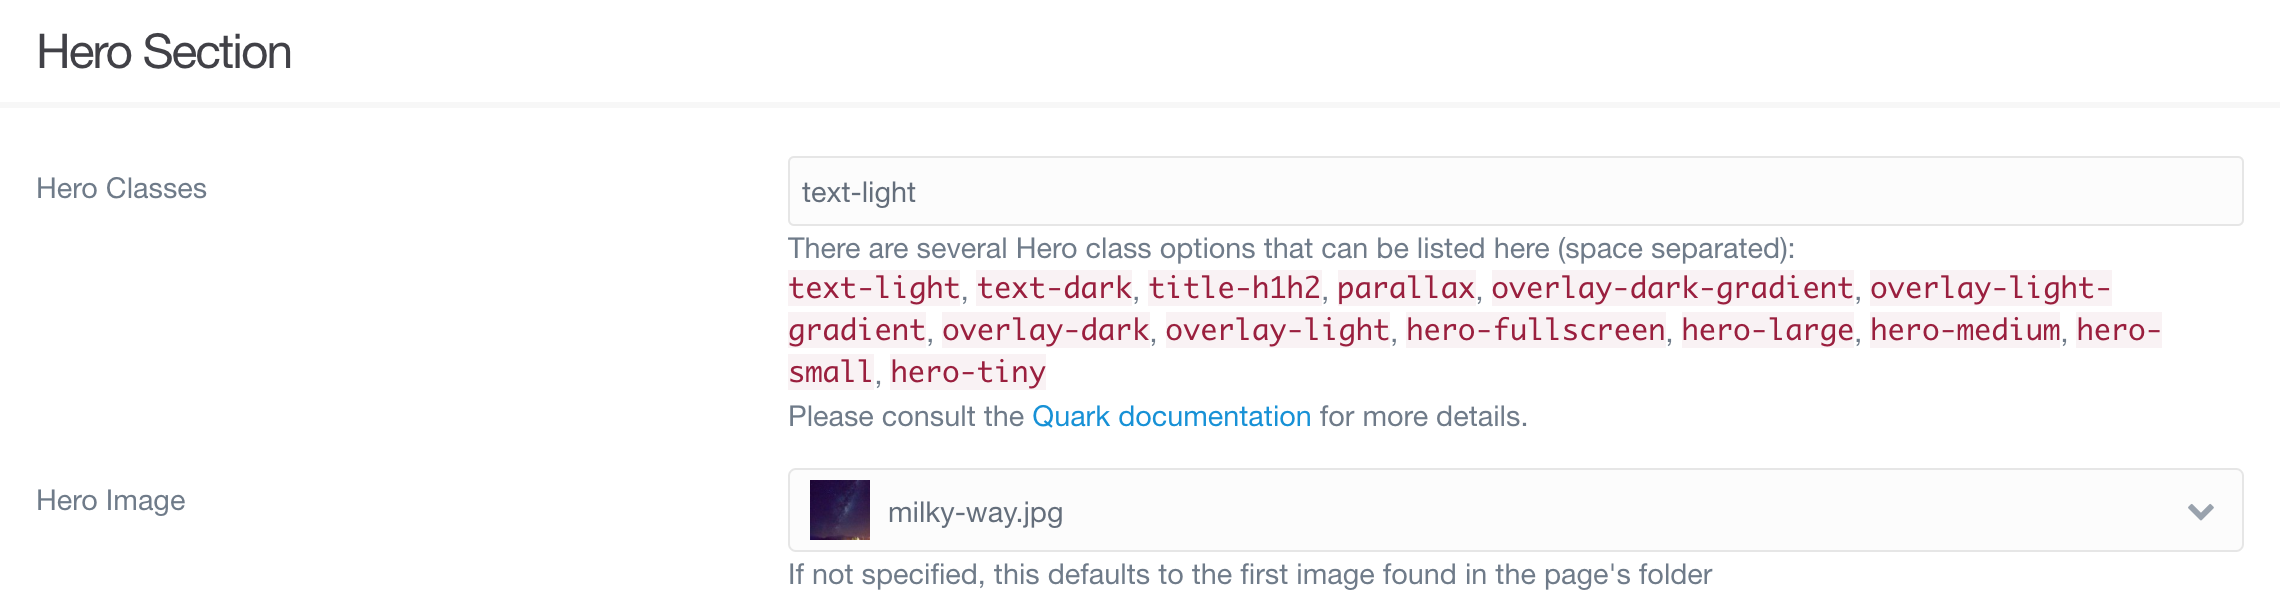 Hero Section
Hero Classes
text-light
There are several Hero class options that can be listed here (space separated):
text-light, text-dark, title-h1h2, parallax, overlay-dark-gradient, overlay-light-
gradient, overlay-dark, overlay-light, hero-fullscreen, hero-large, hero-medium, hero-
small, hero-tiny
Please consult the Quark documentation for more details.
Hero Image
milky-way.jpg
If not specified, this defaults to the first image found in the page's folder